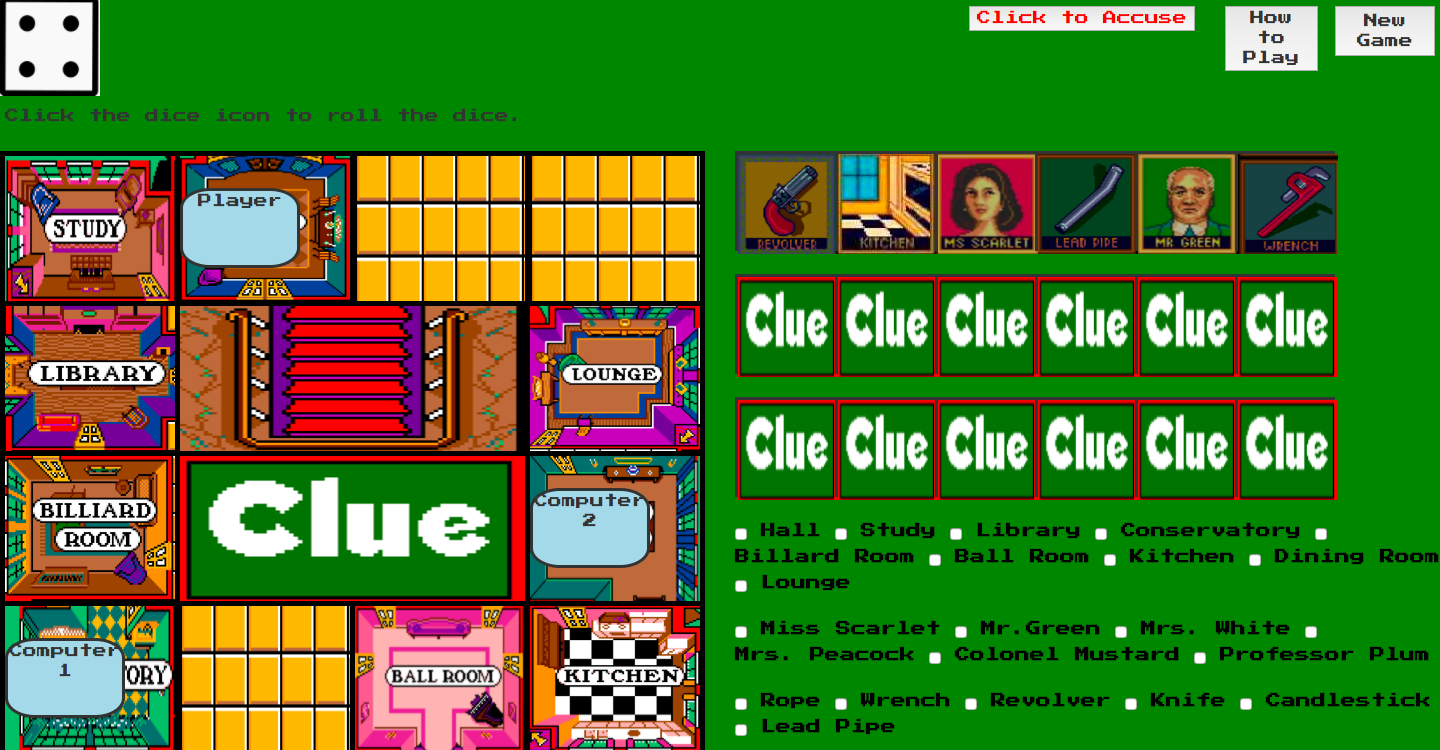 Click to Accuse
How
to
Play
New
Game
Click the dice icon to roll the dice.
STUDY
Player
REVOLVER
KITCHEN
MS SCARLET
LEAD PIPE
MR GREEN
WRENCH
LIBRARY
LOUNGE
Clue Clue Clue Clue Clue Clue
Clue Clue Clue Clue Clue Clue
BILLIARD
ROOM
Clue
Computer
2
Computer
1
ORY
BALL ROOM
KITCHEN
Hall Study Library Conservatory
Billard Room Ball Room Kitchen Dining Room
Lounge
Miss Scarlet Mr.Green Mrs. White
Mrs. Peacock Colonel Mustard Professor Plum
Rope Wrench Revolver Knife Candlestick
Lead Pipe